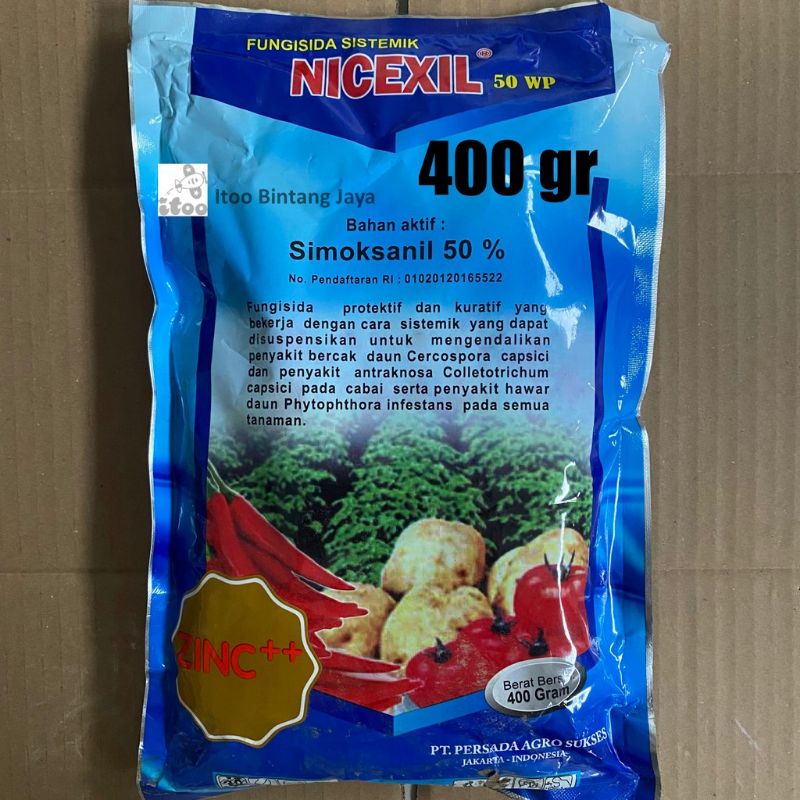 FUNGISIDA SISTEMIK
NICEXIL 50 WP
400 gr
itoo Itoo Bintang Jaya
Bahan aktif :
Simoksanil 50 %
No. Pendaftaran RI : 01020120165522
Fungisida protektif dan kuratif yang
bekerja dengan cara sistemik yang dapat
disuspensikan untuk mengendalikan
penyakit bercak daun Cercospora capsici
dan penyakit antraknosa Colletotrichum
capsici pada cabai serta penyakit hawar
daun Phytophthora infestans pada semua
tanaman.
ZINC++
Berat Bersi
400 Gram
PT. PERSADA AGRO SUKSES
JAKARTA - INDONESIA